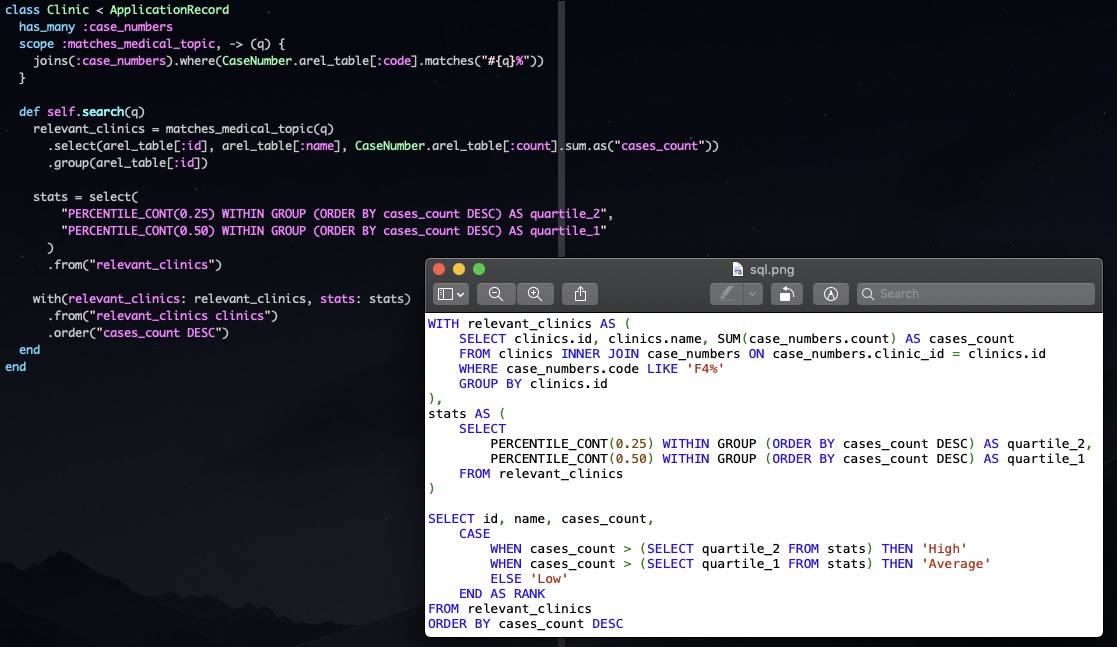 class Clinic < ApplicationRecord
  has_many :case_numbers
  scope :matches_medical_topic, -> (q) {
    joins(:case_numbers).where(CaseNumber.arel_table[:code].matches("#{q}%"))
  }

  def self.search(q)
    relevant_clinics = matches_medical_topic(q)
      .select(arel_table[:id], arel_table[:name], CaseNumber.arel_table[:count].sum.as("cases_count"))
      .group(arel_table[:id])

    stats = select(
        "PERCENTILE_CONT(0.25) WITHIN GROUP (ORDER BY cases_count DESC) AS quartile_2",
        "PERCENTILE_CONT(0.50) WITHIN GROUP (ORDER BY cases_count DESC) AS quartile_1"
      )
      .from("relevant_clinics")

    with(relevant_clinics: relevant_clinics, stats: stats)
      .from("relevant_clinics clinics")
      .order("cases_count DESC")
  end
end
sql.png
Search
WITH relevant_clinics AS (
    SELECT clinics.id, clinics.name, SUM(case_numbers.count) AS cases_count
    FROM clinics INNER JOIN case_numbers ON case_numbers.clinic_id = clinics.id
    WHERE case_numbers.code LIKE 'F4%'
    GROUP BY clinics.id
),
stats AS (
    SELECT
        PERCENTILE_CONT(0.25) WITHIN GROUP (ORDER BY cases_count DESC) AS quartile_2,
        PERCENTILE_CONT(0.50) WITHIN GROUP (ORDER BY cases_count DESC) AS quartile_1
    FROM relevant_clinics
)

SELECT id, name, cases_count,
    CASE
        WHEN cases_count > (SELECT quartile_2 FROM stats) THEN 'High'
        WHEN cases_count > (SELECT quartile_1 FROM stats) THEN 'Average'
        ELSE 'Low'
    END AS RANK
FROM relevant_clinics
ORDER BY cases_count DESC